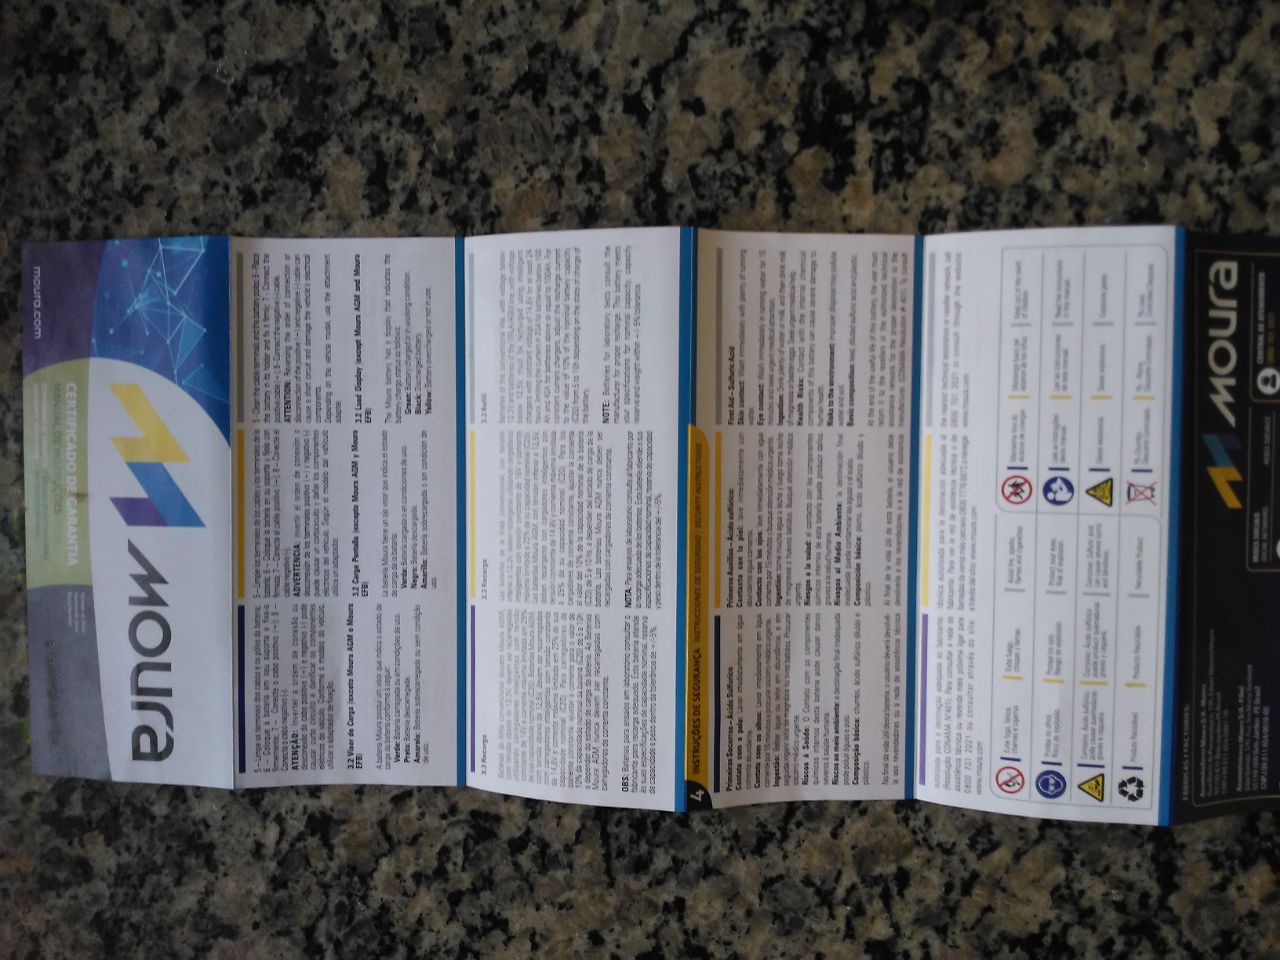 moura.com
CERTIFICADO DE GARANTIA
MANUAL DE INSTRUÇÕES
moura
5 – Limpe os terminais dos cabos e os pólos da bateria;
6 – Coloque a bateria em seu suporte e fixe-a
firmemente; 7 – Conecte o cabo positivo (+); 8 –
Conecte o cabo negativo (-).
ATENÇÃO: Inverter a ordem de conexão ou
desconexão do cabo positivo (+) e negativo (-) pode
causar curto circuito e danificar os componentes
elétricos do veículo. Conforme o modelo do veículo,
utilizar o adaptador de fixação.
3.2 Visor de Carga (exceto Moura AGM e Moura
EFB)
A bateria Moura possui um visor que indica o estado de
carga da bateria conforme a seguir:
Verde: Bateria carregada ou em condições de uso.
Preto: Bateria descarregada.
Amarelo: Bateria sobrecarregada ou sem condição
de uso.
5 – Limpe los terminales de los cables y los terminales de la
batería; 6 – Coloque la batería en su soporte y fíjela con
firmeza; 7 – Conecte el cable positivo (+); 8 – Conecte el
cable negativo (-).
ADVERTENCIA: Invertir el orden de conexión o
desconexión de los terminales positivo (+) y negativo (-)
puede causar un cortocircuito y dañar los componentes
eléctricos del vehículo. Según el modelo del vehículo
utilice un adaptador.
3.2 Carga Pantalla (excepto Moura AGM y Moura
EFB)
La batería Moura tiene un ojo visor que indica el estado
de carga de la batería:
Verde: Batería cargada o en condiciones de uso.
Negro: Batería descargada.
Amarillo: Batería sobrecargada o sin condición de
uso.
5 - Clean the cable terminals and the battery poles; 6 - Place
the battery in its holder and fix it firmly; 7 - Connect the
positive cable (+); 8 - Connect the negative (-) cable.
ATTENTION: Reversing the order of connection or
disconnection of the positive (+) and negative (-) cable can
cause a short circuit and damage the vehicle's electrical
components.
Depending on the vehicle model, use the attachment
adapter.
3.2 Load Display (except Moura AGM and Moura
EFB)
The Moura battery has a display that indicates the
battery charge status as follows:
Green: Battery charged or in working condition.
Black: Discharged battery.
Yellow: Battery overcharged or not in use.
3.3 Recarga
Baterias de linha convencional (exceto Moura AGM),
com tensão abaixo de 12,3V devem ser recarregadas
utilizando carregadores inteligentes com tensão
constante de 16V e corrente máxima limitada em 25%
de sua capacidade nominal (C20). Baterias Moura AGM,
com tensão abaixo de 12,5V, devem ser recarregadas
com carregadores inteligentes com tensão constante
de 14,8V e corrente máxima limitada em 25% de sua
capacidade nominal (C20). Para carregadores de
corrente constante, ajustar a corrente para o valor de
10% da capacidade nominal da bateria (C20) de 5 a 10h
a depender do estado de carga da bateria. As Baterias
Moura AGM nunca devem ser recarregadas com
carregadores de corrente constante.
OBS: Baterias para ensaios em laboratório consultar o
fabricante para recarga adequada. Esta bateria atende
às suas especificações de capacidade nominal, reserva
de capacidade e peso dentro da tolerância de +/-5%.
3.3 Recarga
Las baterías de la línea convencional, con tensión
inferior a 12,3V, deben recargarse utilizando cargadores
inteligentes con tensión constante de 16V y corriente
máxima limitada a 25% de su capacidad nominal (C20).
Las baterías Moura AGM, con tensión inferior a 12,5V,
deben recargarse con cargadores inteligentes con
tensión constante de 14,8V y corriente máxima limitada
a 25% de su capacidad nominal (C20). Para los
cargadores de corriente constante, ajustar la corriente
al valor del 10% de la capacidad nominal de la batería
(C20) de 5 a 10 hs, a depender del estado de carga de la
batería. Las baterías Moura AGM nunca deben ser
recargadas con cargadores de corriente constante.
NOTA: Para ensayos de laboratorio consulte al fabricante por
la recarga adecuada de las baterías. Esta batería atiende a sus
especificaciones de capacidad nominal, reserva de capacidad
y peso dentro de la tolerancia del +/-5%.
3.3 Refill
Batteries of the conventional line, with voltage below
12.3V and batteries of the VRLA/AGM line, with voltage
below 12.5V must be recharged using intelligent
chargers with constant voltage of 14.8V for at least 24
hours, limiting the current in 20A for batteries below 100
Ah and 40A for batteries above or equal to 100Ah. For
constant current chargers, adjust the recharge current
to the value of 10% of the nominal battery capacity
(C20) from 5 to 10h depending on the state of charge of
the battery.
NOTE: Batteries for laboratory tests consult the
manufacturer for proper recharge. This battery meets
your specifications for nominal capacity, capacity
reserve and weight within +/- 5% tolerance.
4 INSTRUÇÕES DE SEGURANÇA INSTRUCCIONES DE SEGURIDAD / SECURITY INSTRUCTIONS
Primeiros Socorros – Ácido Sulfúrico
Contato com a pele: Lavar imediatamente em água
corrente abundante.
Contato com os olhos: Lavar imediatamente em água
corrente por 15 minutos e procurar socorro médico urgente.
Ingestão: Beber água ou leite em abundância, e em
seguida ingerir leite de magnésia ou ovos batidos. Procurar
socorro médico urgente.
Riscos à Saúde: O Contato com os componentes
químicos internos desta bateria pode causar danos
severos à saúde humana.
Riscos ao meio ambiente: a destinação final inadequada
pode poluir águas e solo.
Composição básica: chumbo, ácido sulfúrico diluído e
plástico.
No final da vida útil desta bateria, o usuário deverá devolvê-
la aos revendedores ou a rede de assistência técnica
Primeros Auxilios – Ácido sulfúrico:
Contacto con la piel: lave inmediatamente con
abundante agua corriente.
Contacto con los ojos: lave inmediatamente con agua
corriente por 15 minutos y busque atención médica urgente.
Ingestión: tome mucha agua o leche y luego tome leche
de magnesia o huevos batidos. Busque atención médica
urgente.
Riesgos a la salud: el contacto con los componentes
químicos internos de esta batería puede producir daños
graves a la salud humana.
Riesgos al Medio Ambiente: la destinación final
inadecuada puede contaminar las aguas y el suelo.
Composición básica: plomo, ácido sulfúrico diluido y
plástico.
Al final de la vida útil de esta batería, el usuario debe
devolverla a los revendedores o a la red de asistencia
First Aid – Sulfuric Acid
Skin contact: Wash immediately with plenty of running
water.
Eye contact: Wash immediately in running water for 15
minutes and seek urgent medical attention.
Ingestion: Drink plenty of water or milk and then drink milk
of magnesia or beaten eggs. Seek urgent medical help.
Health Risks: Contact with the internal chemical
components of this battery can cause severe damage to
human health.
Risks to the environment: improper disposal may pollute
water and soil.
Basic composition: lead, diluted sulfuric acid and plastic.
At the end of the useful life of this battery, the user must
return it to the resellers or the authorized technical
assistance network for the proper destination to the
manufacturer. (CONAMA Resolution # 401). To consult
autorizada para a destinação adequada ao fabricante
(Resolução CONAMA Nº401). Para consultar a rede de
assistência técnica ou revenda mais próxima ligar para
0800 701 2021 ou consultar através do site:
www.moura.com
técnica autorizada para la destinación adecuada al
fabricante. Para ver la red de asistencia técnica o de
llamadas de venta más cercano 0800 7776 6872 o navegar
a través del sitio: www.moura.com
the nearest technical assistance or reseller network, call
0800 701 2021 or consult through the website:
www.moura.com
Evite fogo, faísca,
chamas e cigarros
Evite fuego,
chispas y llamas
Avoid fire, sparks,
flames and cigarettes
Mantenha fora do
alcance de crianças
Mantenga fuera del
alcance de los niños.
Keep out of the reach
of children.
Proteja os olhos.
Risco de explosão.
Proteja los ojos.
Riesgo de explosión.
Protect your eyes.
Risk of explosion.
Leia as instruções
deste manual.
Lea las instrucciones
de este manual.
Read the instructions
in this manual.
Corrosivo. Ácido sulfúrico
pode causar queimaduras
graves e cegueira.
Corrosivo. Ácido sulfúrico
puede producir quemaduras
graves y ceguera.
Corrosive. Sulfuric acid
can cause severe burns
and blindness.
Gases explosivos.
Gases explosivos.
Explosive gases.
Produto Reciclável.
Producto Reciclable.
Recyclable Product.
Pb-Chumbo.
Descarte Controlado.
Pb - Plomo.
Descarte Controlado.
Pb-Lead.
Controlled Disposal.
FÁBRICAS / FACTORIES:
Acumuladores Moura S/A - Matriz
Acumuladores Moura S/A - Filial
55150-000 Belo Jardim - PE Brasil
moura
REDES SOCIAIS
SOCIAL NETWORKS
REDES SOCIALES
CENTRAL DE ATENDIMENTO
0800 701 2021